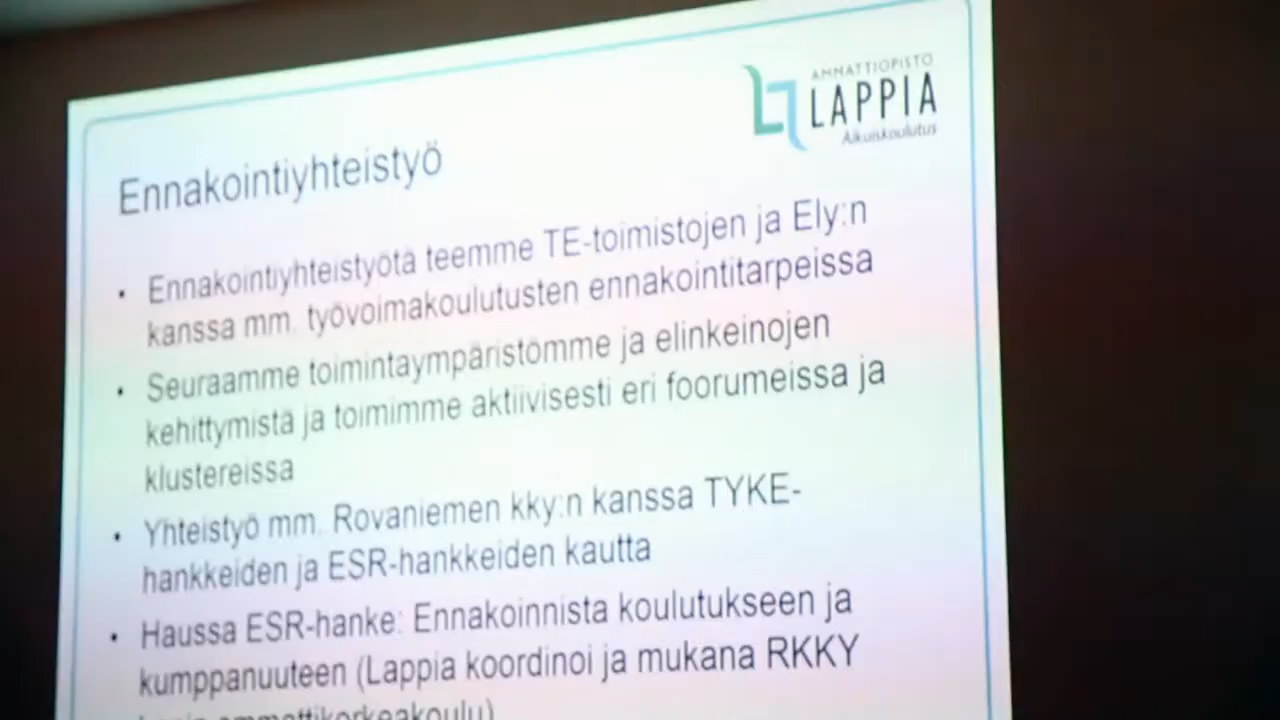 AMMATTIOPISTO
LAPPIA
Aikuiskoulutus
Ennakointiyhteistyö
• Ennakointiyhteistyötä teemme TE-toimistojen ja Ely:n
kanssa mm. työvoimakoulutusten ennakointitarpeissa
• Seuraamme toimintaympäristömme ja elinkeinojen
kehittymistä ja toimimme aktiivisesti eri foorumeissa ja
klustereissa
• Yhteistyö mm. Rovaniemen kky:n kanssa TYKE-
hankkeiden ja ESR-hankkeiden kautta
• Haussa ESR-hanke: Ennakoinnista koulutukseen ja
kumppanuuteen (Lappia koordinoi ja mukana RKKY
ammattikorkeakoulu)